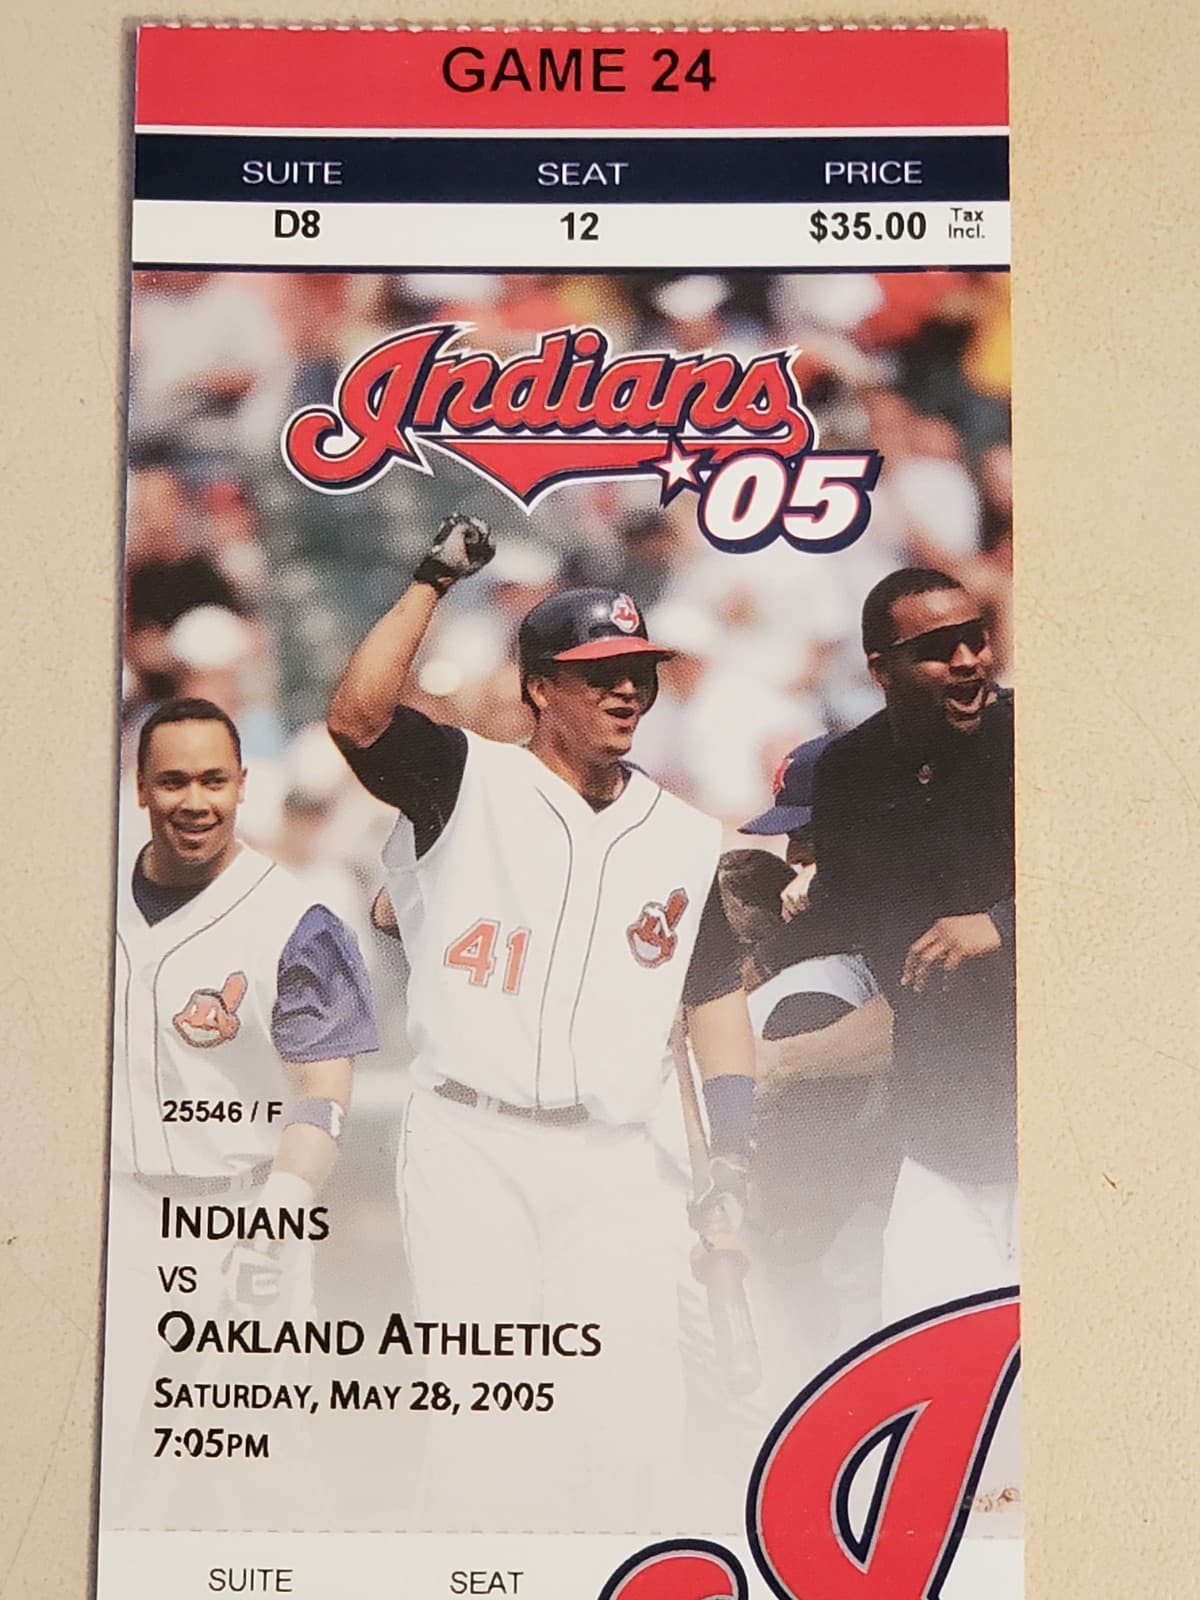 GAME 24
SUITE SEAT PRICE
D8 12 $35.00 Tax Incl.
Indians
'05
41
25546 / F
INDIANS
VS
OAKLAND ATHLETICS
SATURDAY, MAY 28, 2005
7:05PM
SUITE SEAT